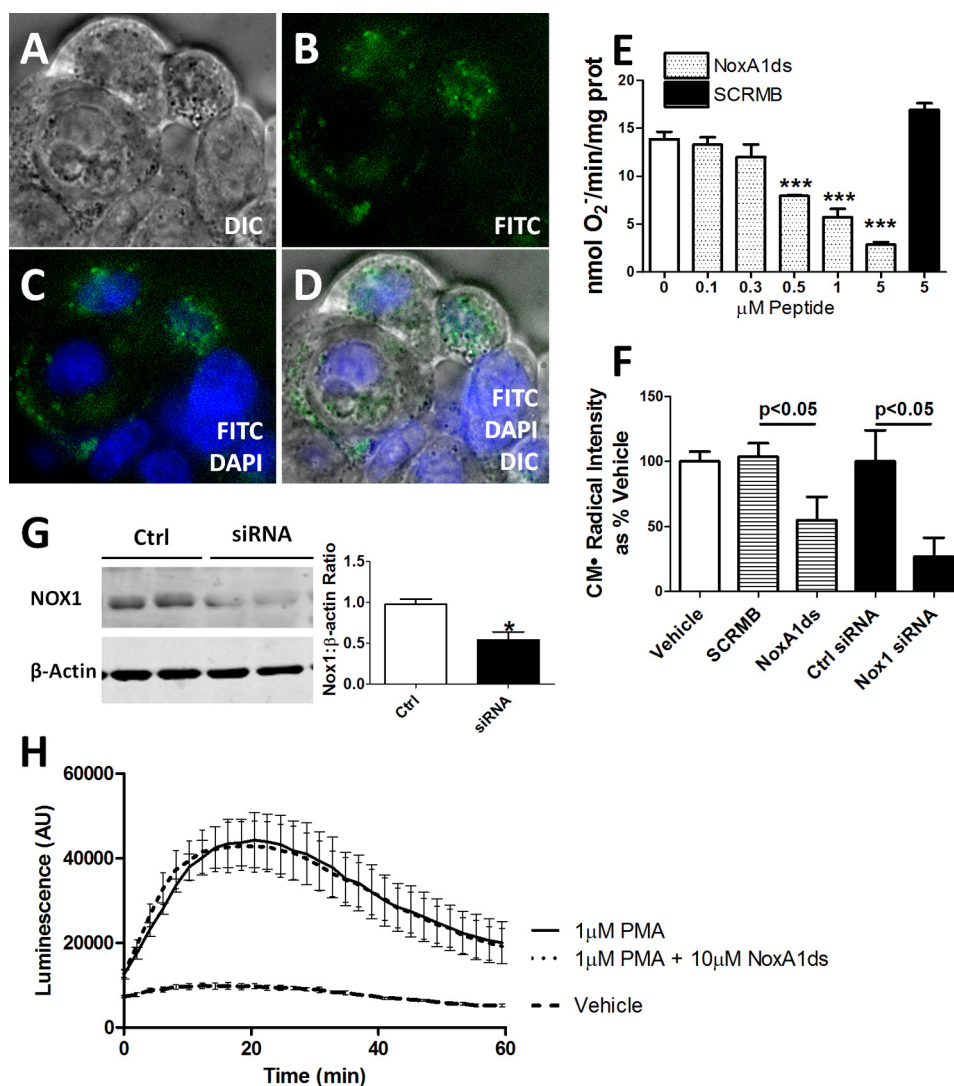 A
DIC
B
FITC
C
FITC
DAPI
D
FITC
DAPI
DIC
E
NoxA1ds
SCRMB
nmol O₂⁻/min/mg prot
20
15
10
5
0
***
***
***
0 0.1 0.3 0.5 1 5 5
μM Peptide
F
p<0.05
p<0.05
CM• Radical Intensity
as % Vehicle
150
100
50
0
Vehicle
SCRMB
NoxA1ds
Ctrl siRNA
Nox1 siRNA
G
Ctrl siRNA
NOX1
β-Actin
Nox1:β-actin Ratio
1.5
1.0
0.5
0.0
*
Ctrl
siRNA
H
Luminescence (AU)
60000
40000
20000
0
0 20 40 60
Time (min)
1μM PMA
1μM PMA + 10μM NoxA1ds
Vehicle